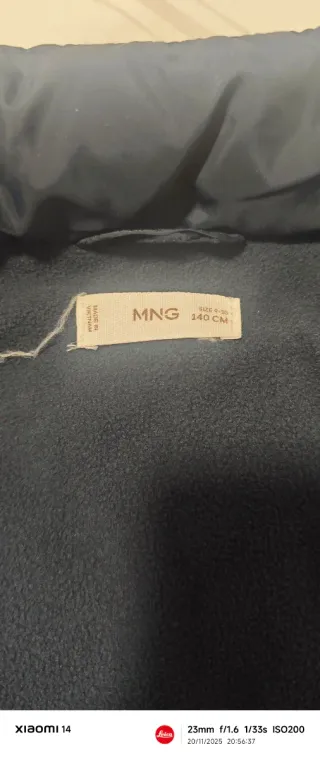 MADE IN
VIETNAM
MNG
140 CM
XIAOMI 14
Leica
23mm f/1.6 1/33s ISO200
20/11/2025 20:56:37